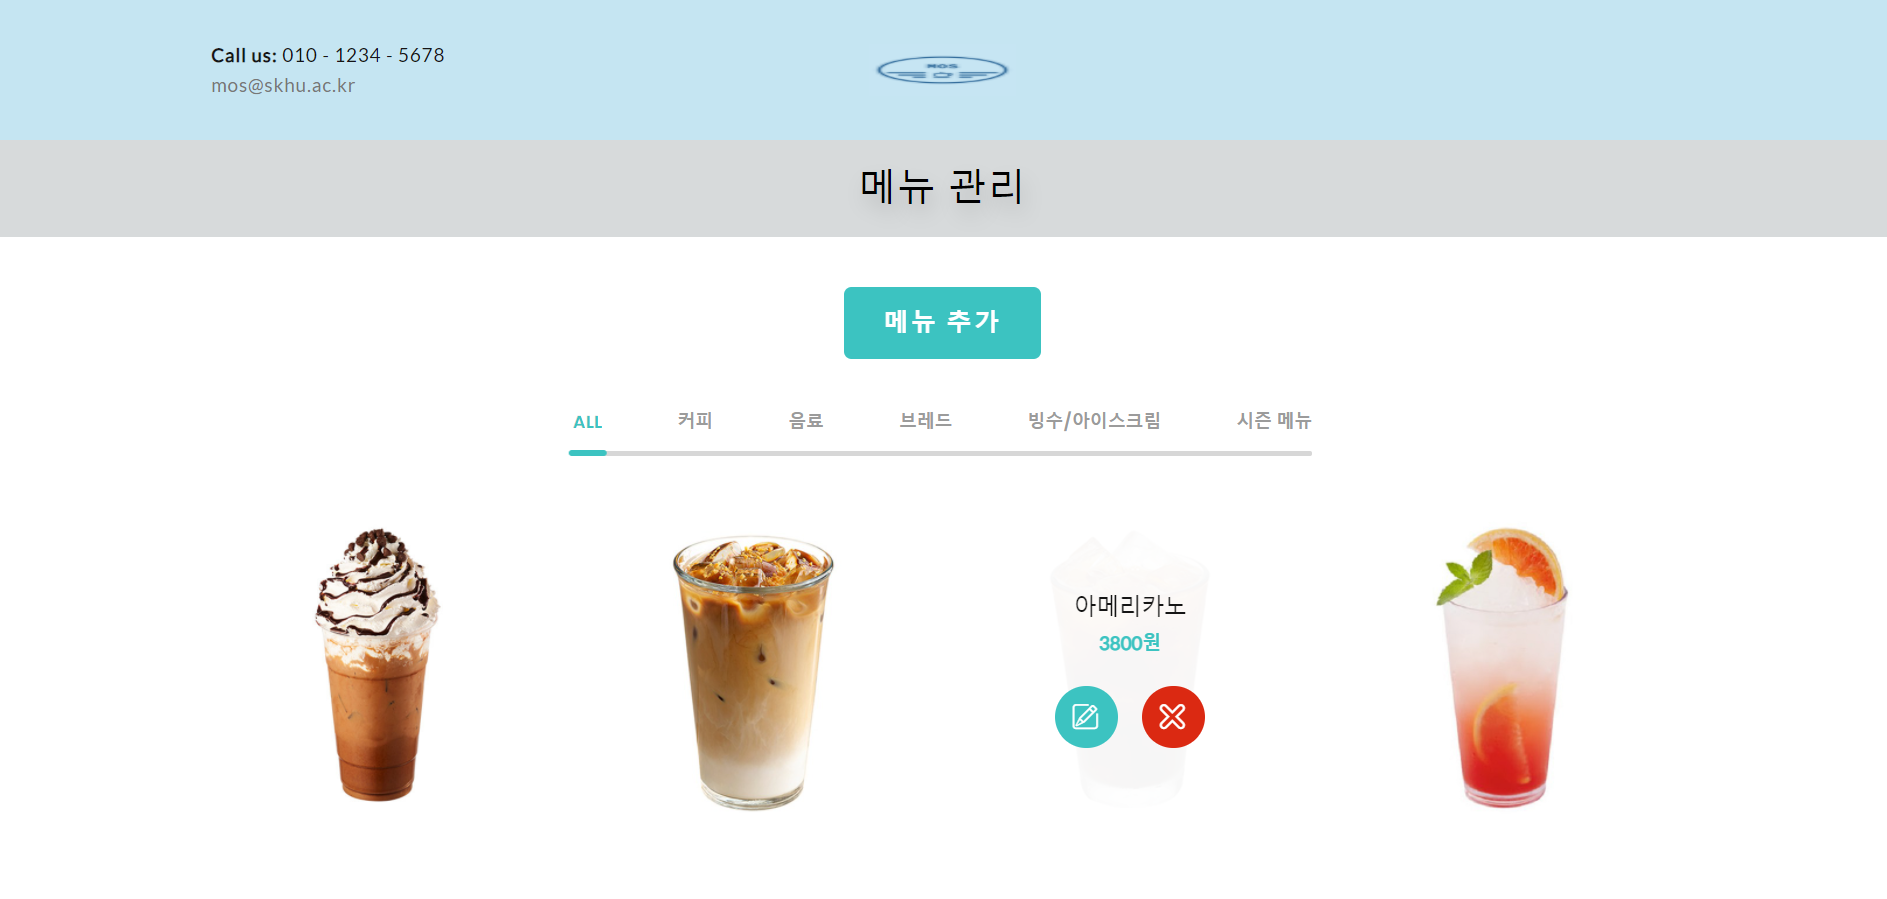 Call us: 010 - 1234 - 5678
mos@skhu.ac.kr
MOS
메뉴 관리
메뉴 추가
ALL 커피 음료 브레드 빙수/아이스크림 시즌 메뉴
아메리카노
3800원